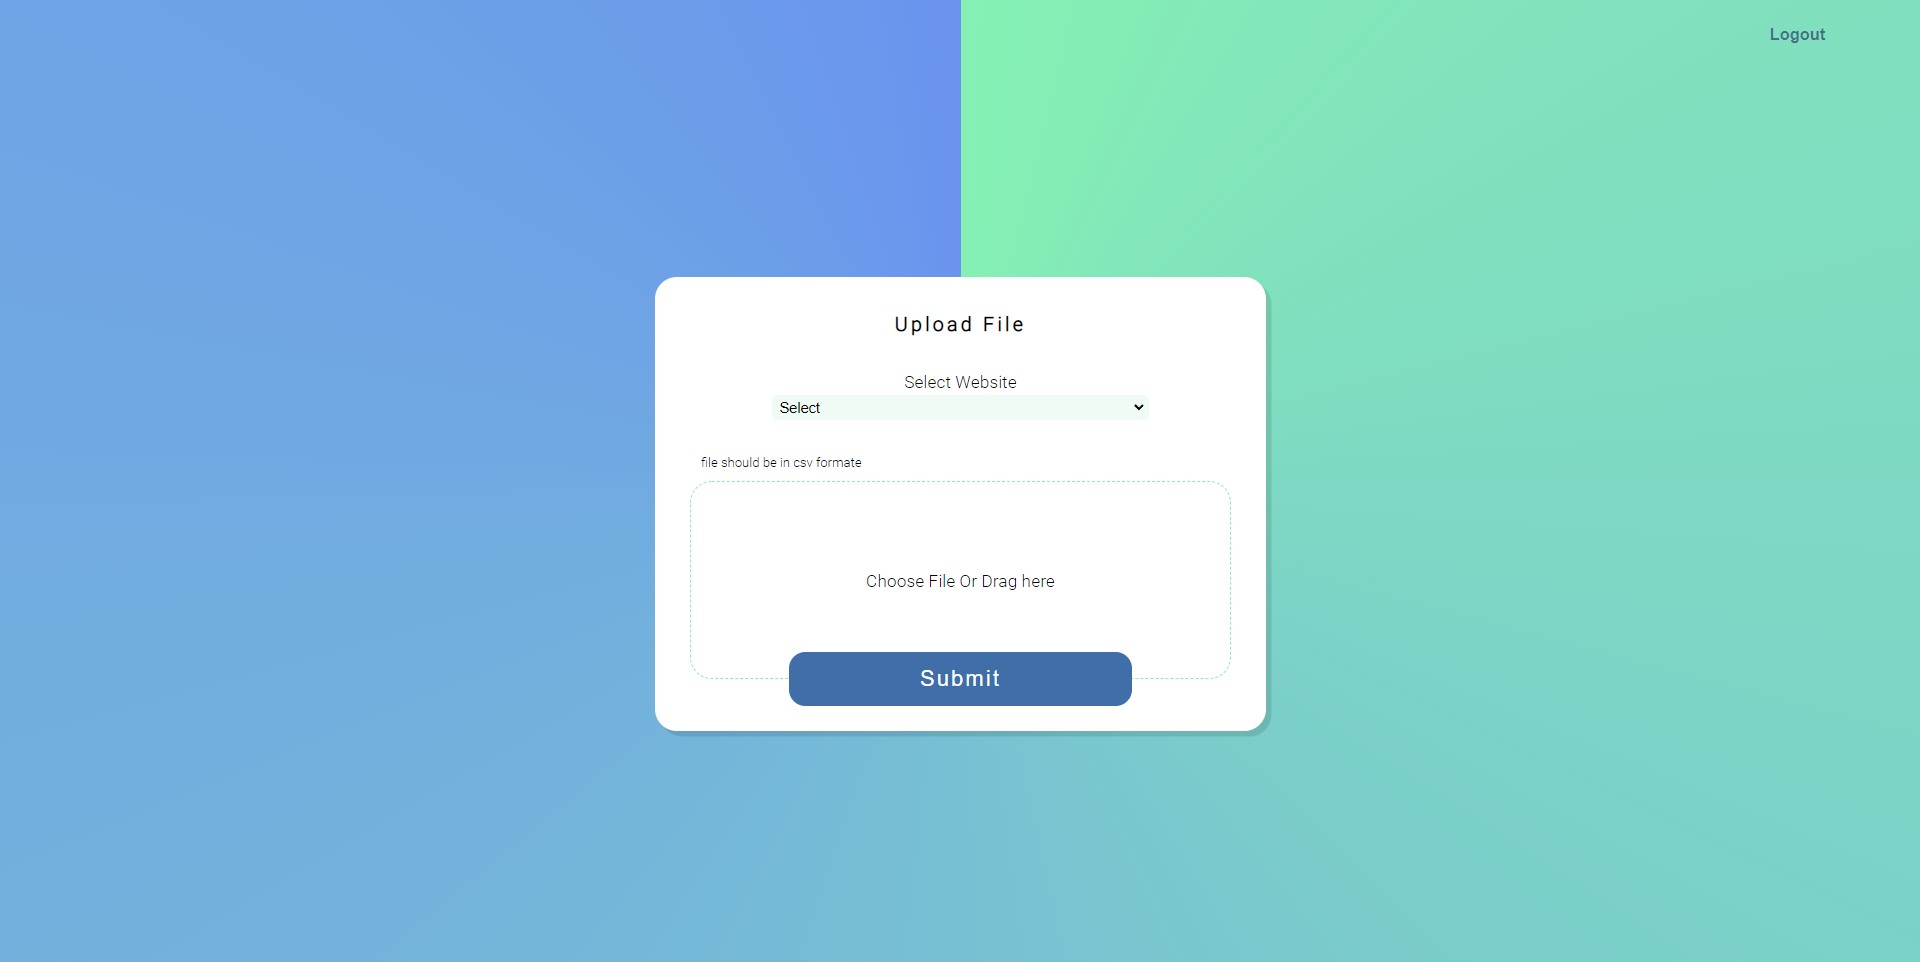 Logout
Upload File
Select Website
Select
file should be in csv formate
Choose File Or Drag here
Submit